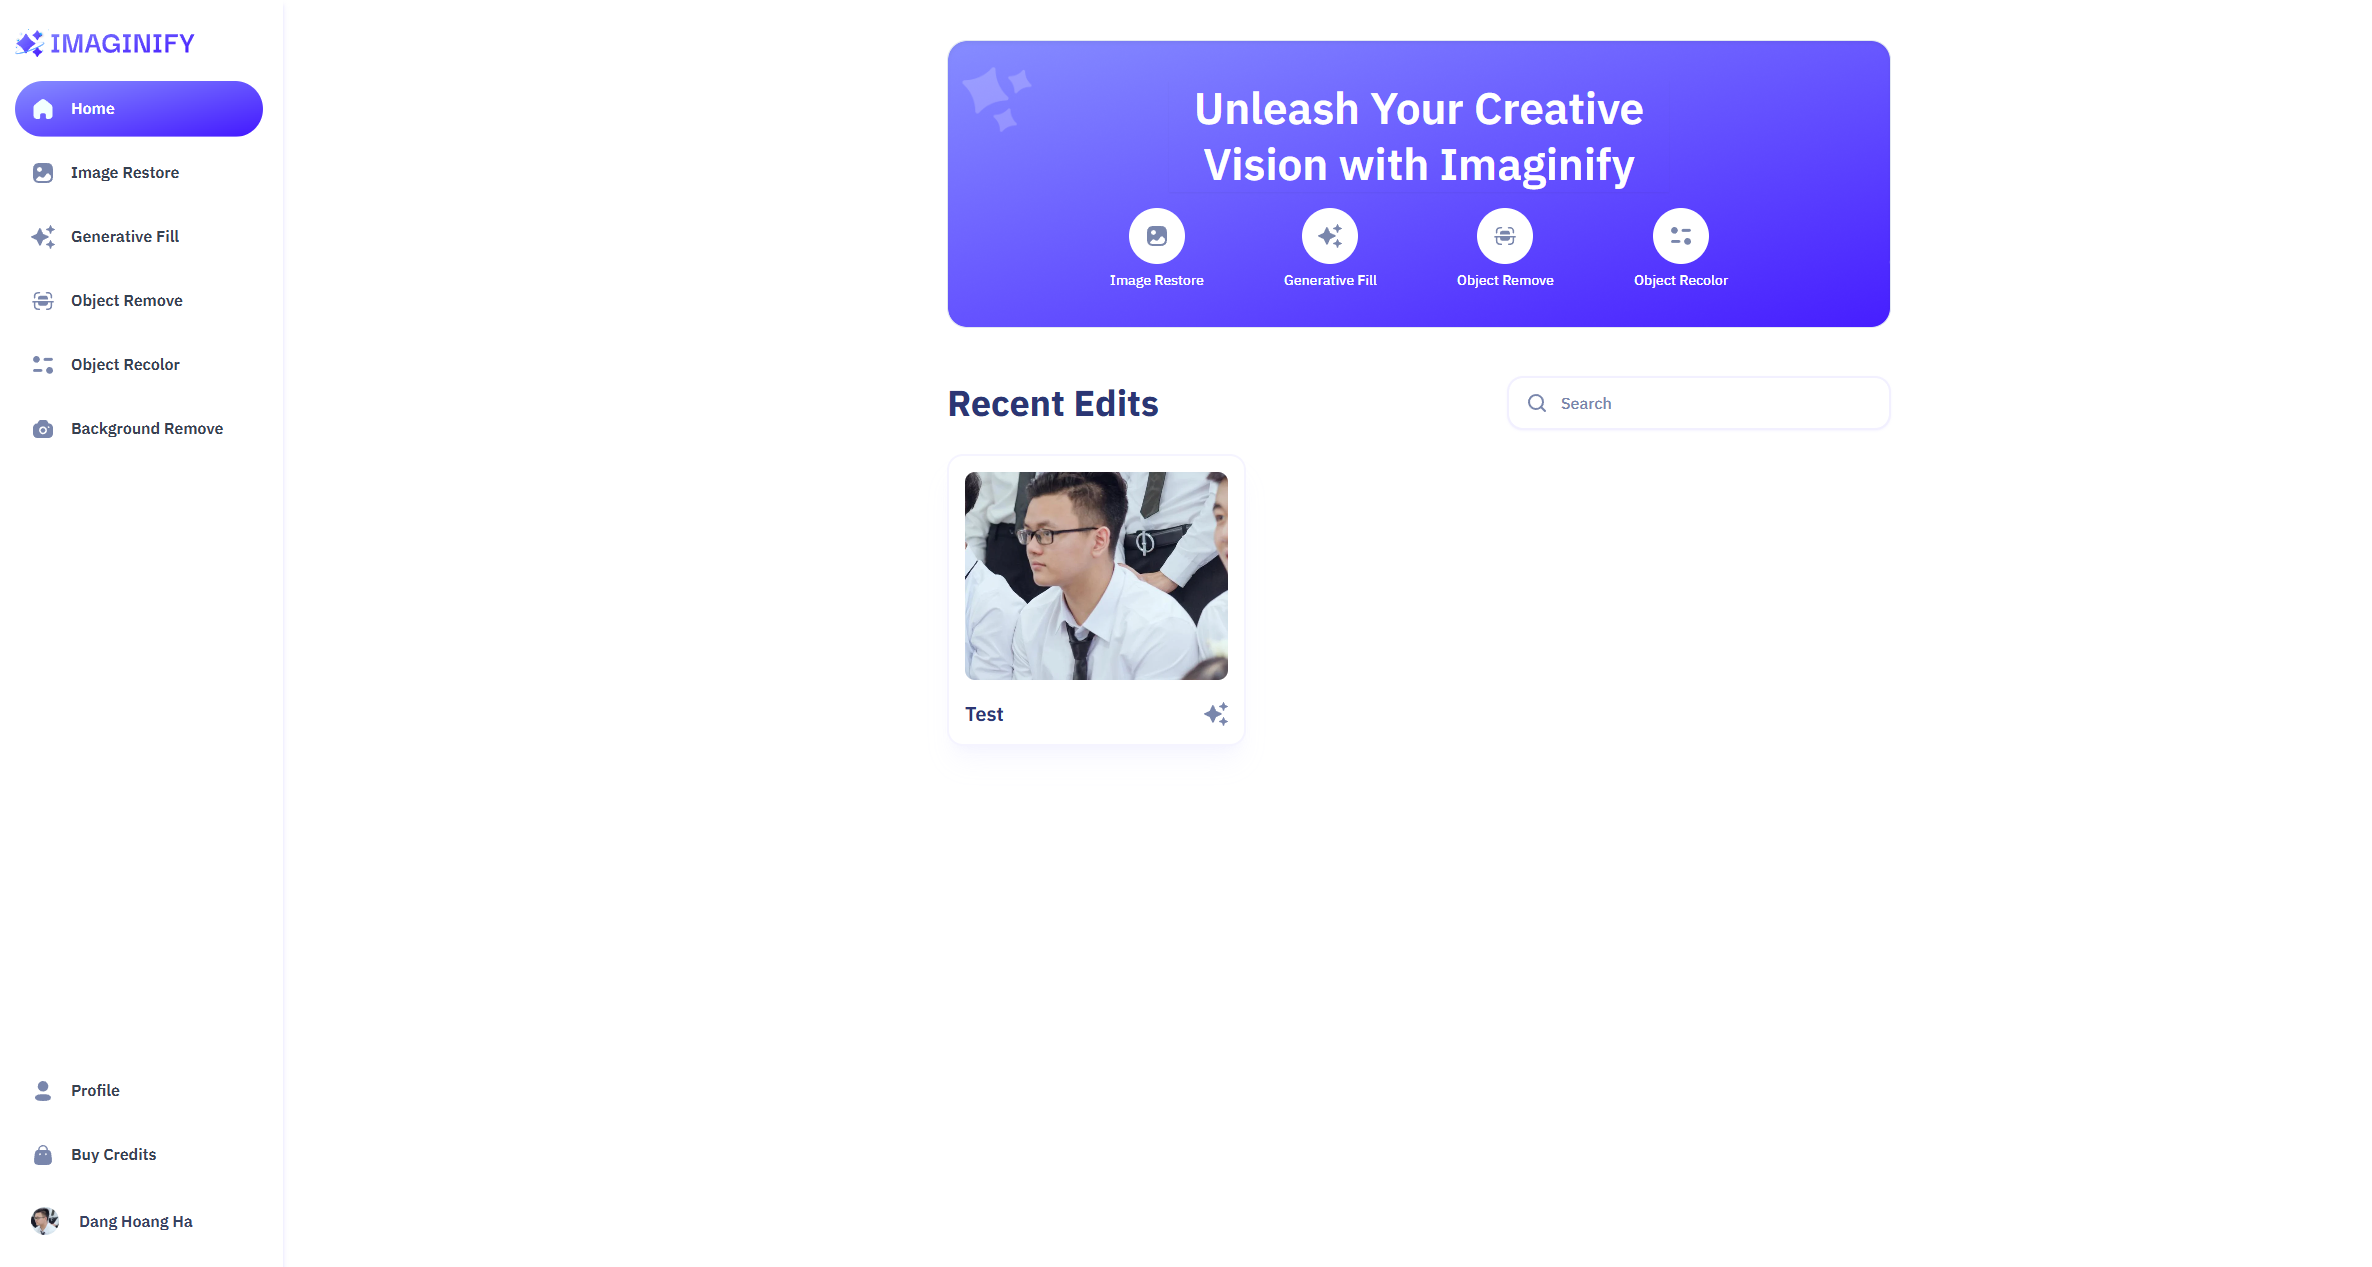 IMAGINIFY
Home
Image Restore
Generative Fill
Object Remove
Object Recolor
Background Remove
Profile
Buy Credits
Dang Hoang Ha
Unleash Your Creative
Vision with Imaginify
Image Restore
Generative Fill
Object Remove
Object Recolor
Recent Edits
Search
Test